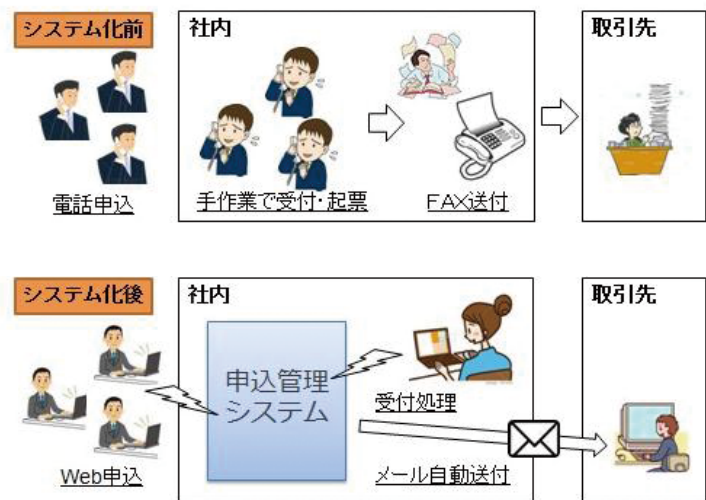 システム化前
社内
取引先
電話申込
手作業で受付・起票
FAX送付
システム化後
社内
取引先
申込管理
システム
受付処理
Web申込
メール自動送付